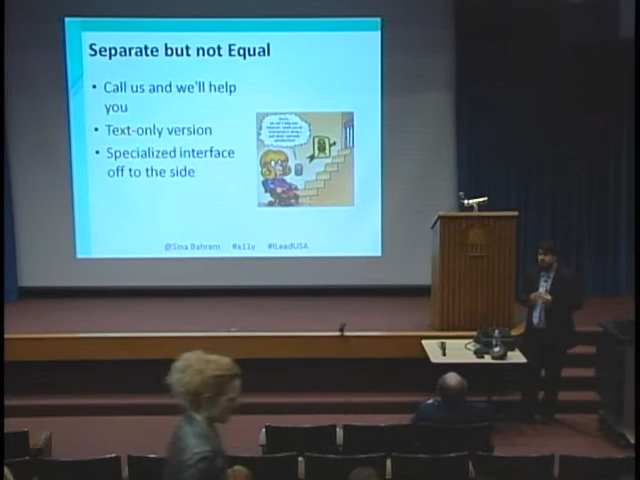 Separate but not Equal
• Call us and we'll help
you
• Text-only version
• Specialized interface
off to the side
@Sina Bahram #a11y #ILeadUSA